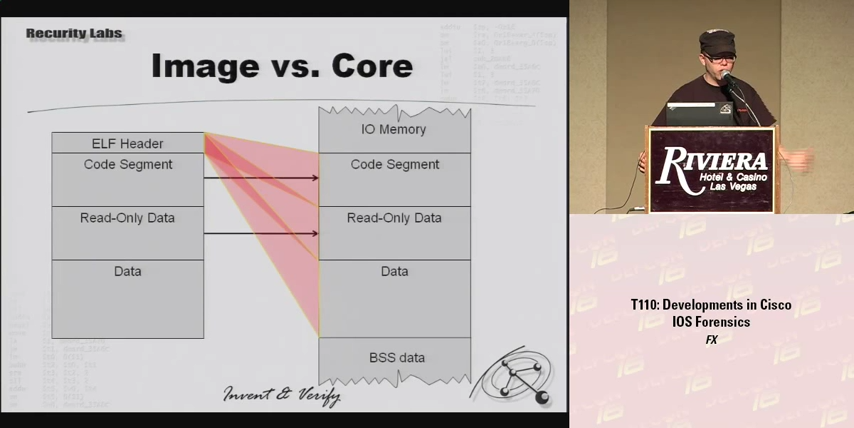 Recurity Labs
Image vs. Core
ELF Header
Code Segment
Read-Only Data
Data
IO Memory
Code Segment
Read-Only Data
Data
BSS data
Invent & Verify
RIVIERA
Hotel & Casino
Las Vegas
T110: Developments in Cisco
IOS Forensics
FX